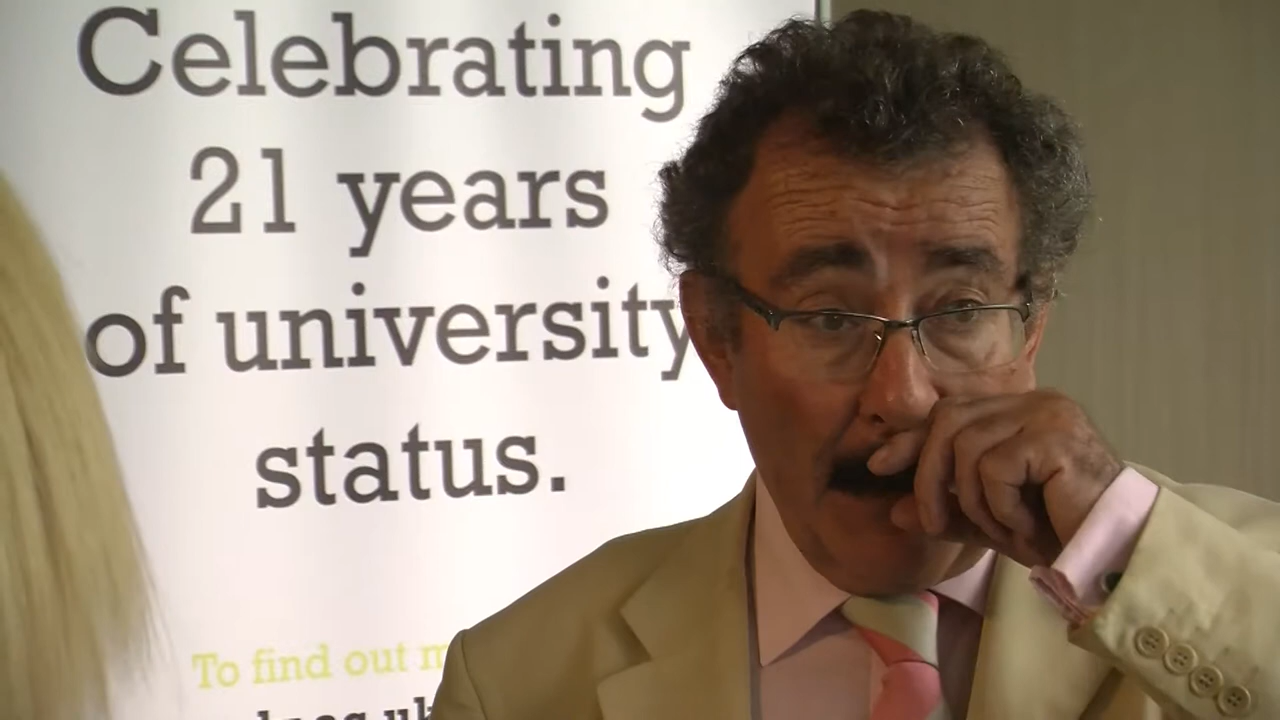 Celebrating
21 years
of university
status.
To find out